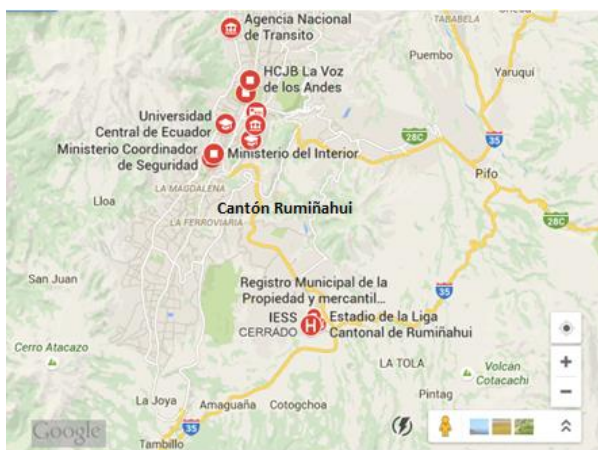 Agencia Nacional
de Transito
TABABELA
Puembo
Yaruqui
HCJB La Voz
de los Andes
Universidad
Central de Ecuador
28C
35
Ministerio Coordinador
de Seguridad
Ministerio del Interior
Pifo
LA MAGDALENA
Lloa
Cantón Rumiñahui
LA FERROVIARIA
28C
San Juan
Registro Municipal de la
Propiedad y mercantil...
35
IESS
CERRADO
H
Estadio de la Liga
Cantonal de Rumiñahui
Cerro Atacazo
LA TOLA
Volcán
Cotacachi
+
−
La Joya
Amaguaña
Cotogchoa
Pintag
Google
35
Tambillo